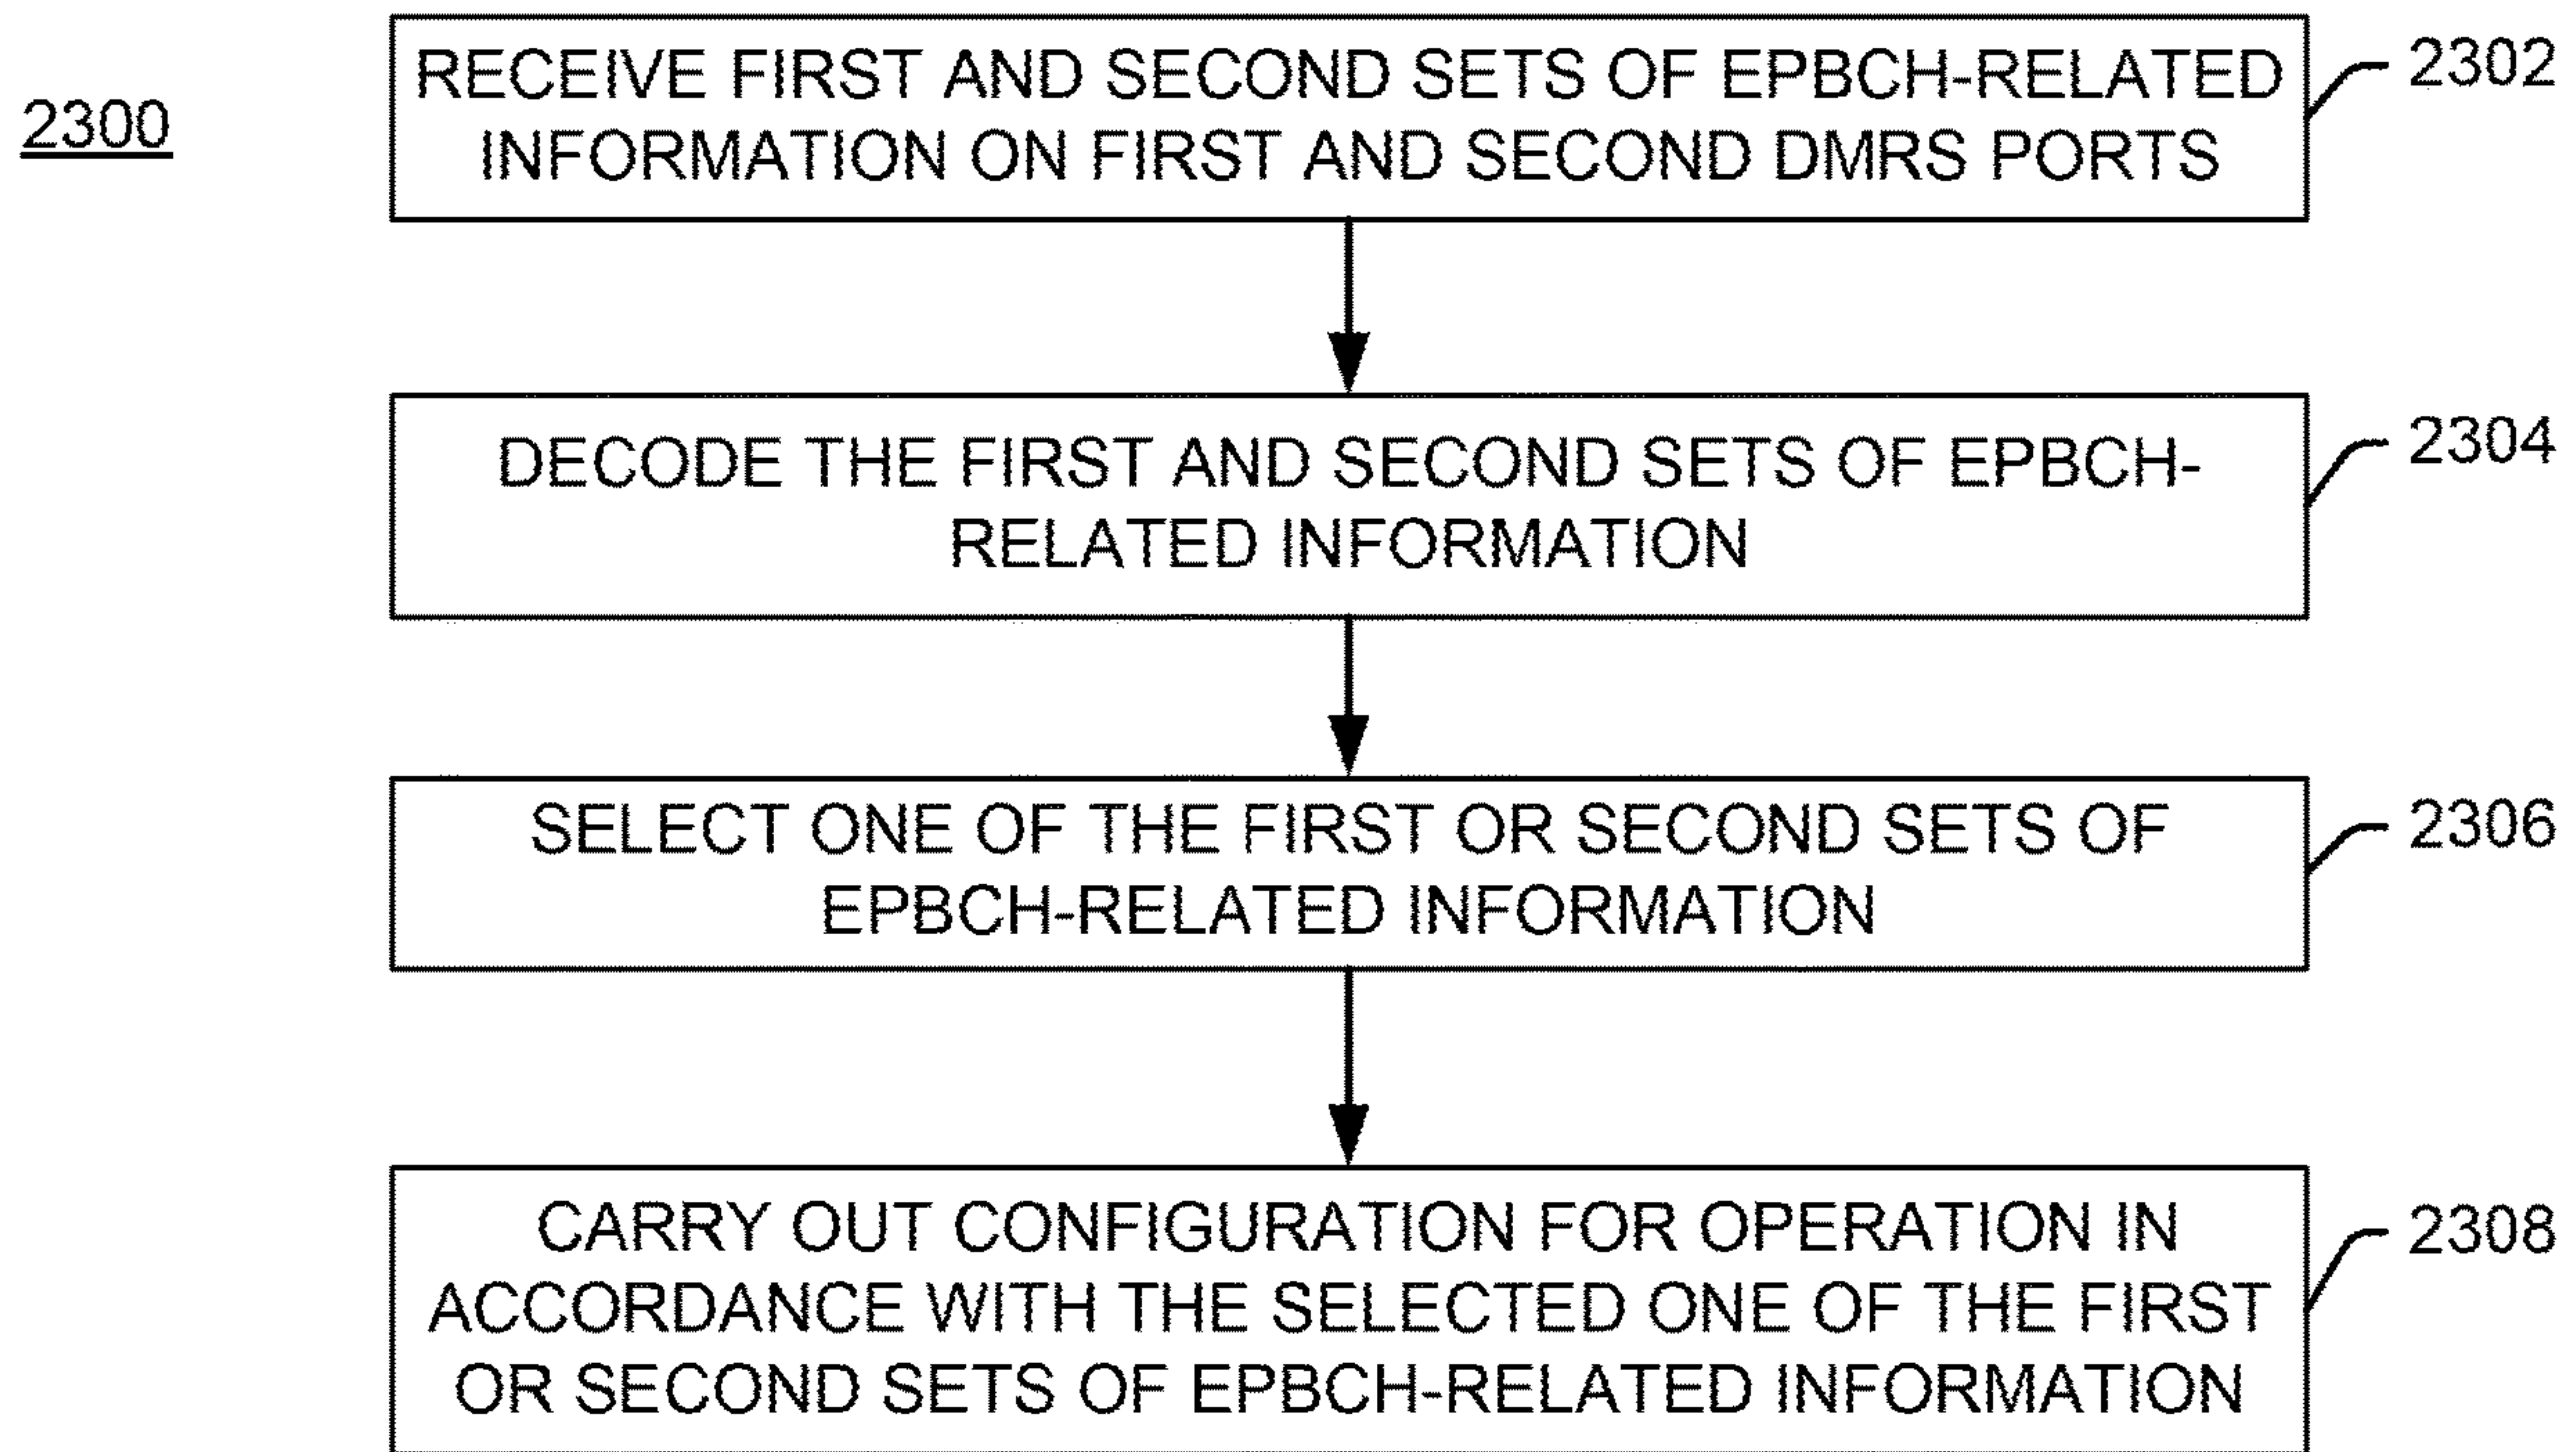 2300
RECEIVE FIRST AND SECOND SETS OF EPBCH-RELATED
INFORMATION ON FIRST AND SECOND DMRS PORTS
2302
DECODE THE FIRST AND SECOND SETS OF EPBCH-
RELATED INFORMATION
2304
SELECT ONE OF THE FIRST OR SECOND SETS OF
EPBCH-RELATED INFORMATION
2306
CARRY OUT CONFIGURATION FOR OPERATION IN
ACCORDANCE WITH THE SELECTED ONE OF THE FIRST
OR SECOND SETS OF EPBCH-RELATED INFORMATION
2308